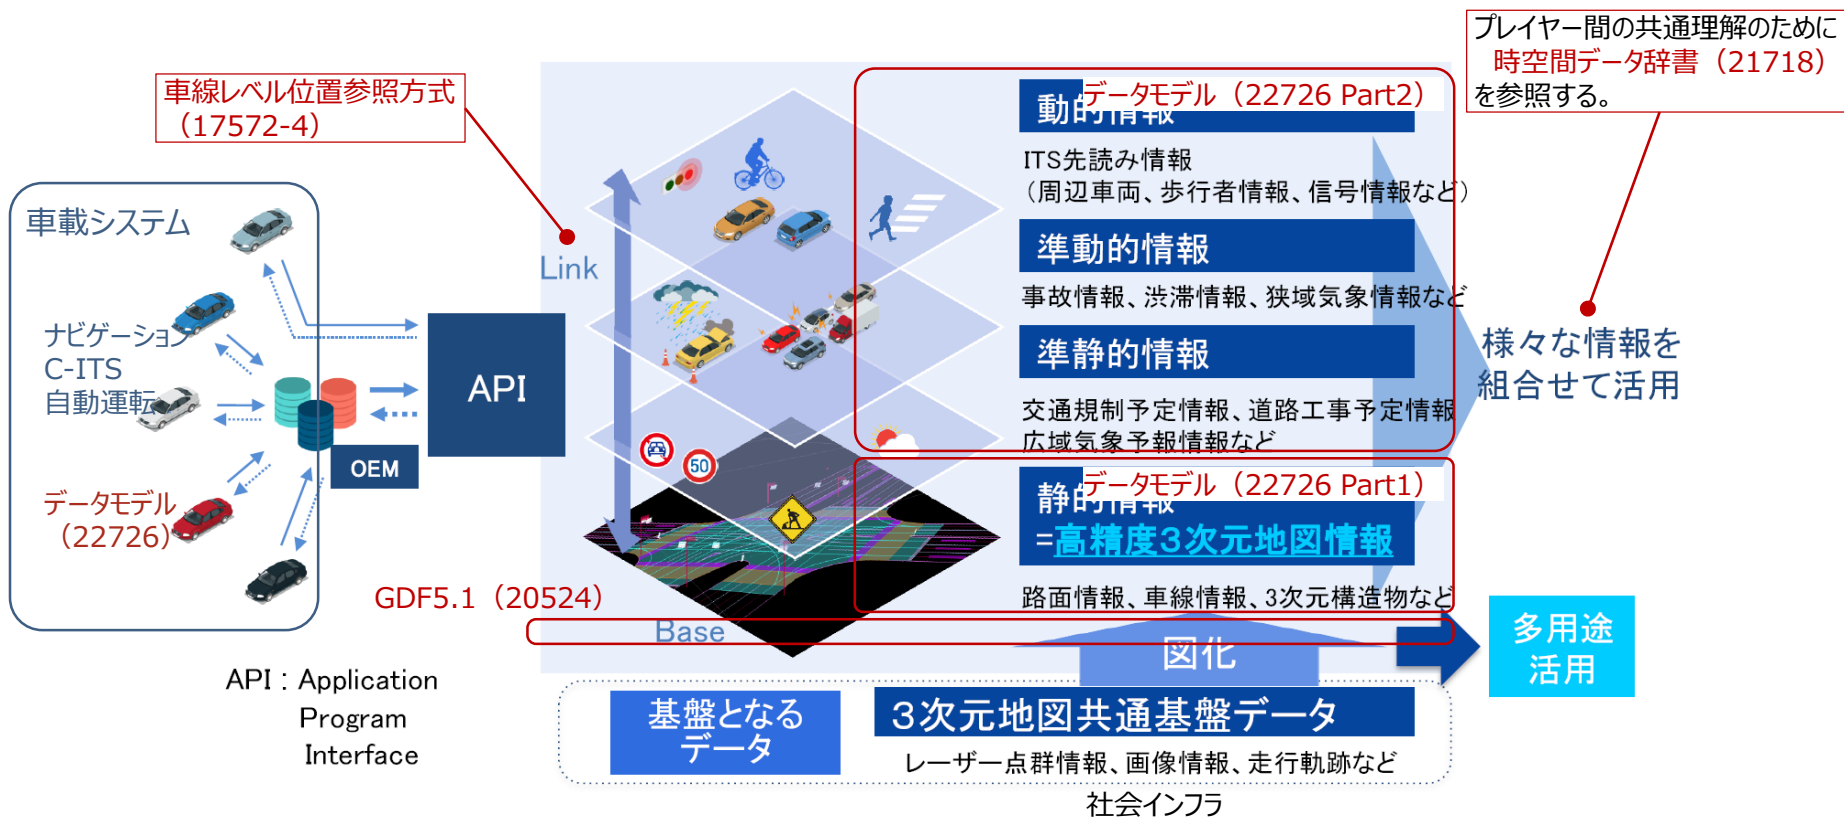 プレイヤー間の共通理解のために
時空間データ辞書（21718）
を参照する。
車線レベル位置参照方式
（17572-4）
データモデル（22726 Part2）
動的情報
ITS先読み情報
（周辺車両、歩行者情報、信号情報など）
車載システム
準動的情報
Link
事故情報、渋滞情報、狭域気象情報など
ナビゲーション
C-ITS
自動運転
API
準静的情報
様々な情報を
組合せて活用
交通規制予定情報、道路工事予定情報
広域気象予報情報など
OEM
50
データモデル（22726 Part1）
静的情報
=高精度3次元地図情報
データモデル
（22726）
GDF5.1（20524）
路面情報、車線情報、3次元構造物など
Base
図化
多用途
活用
API：Application
Program
Interface
基盤となる
データ
3次元地図共通基盤データ
レーザー点群情報、画像情報、走行軌跡など
社会インフラ